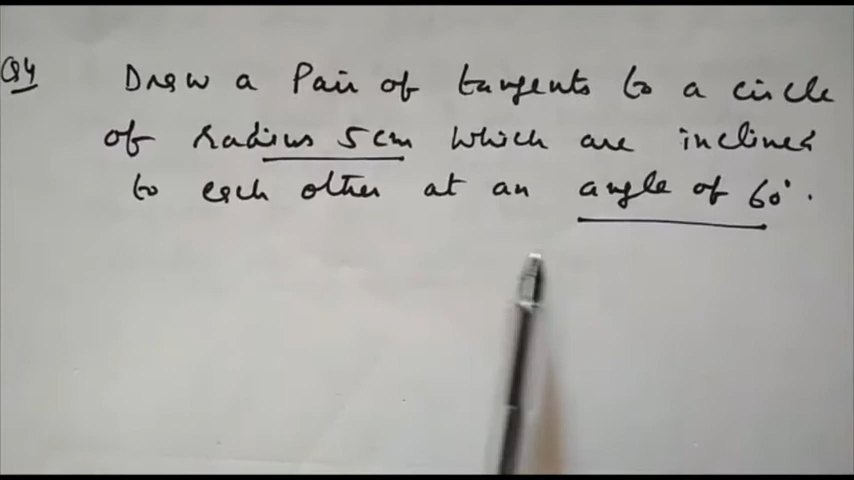 Q4 Draw a Pair of tangents to a circle
of radius 5cm which are inclined
to each other at an angle of 60°.